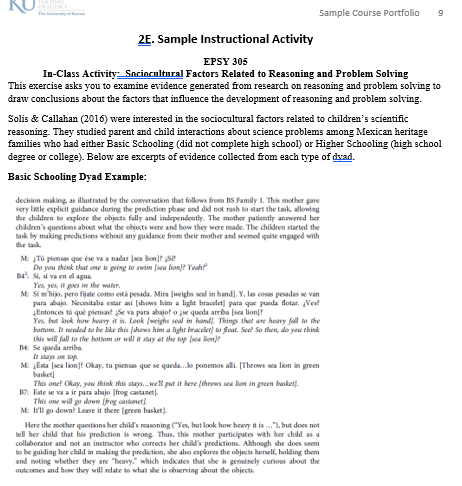 KU TEACHING EXCELLENCE
The University of Kansas
Sample Course Portfolio 9
2E. Sample Instructional Activity
EPSY 305
In-Class Activity: Sociocultural Factors Related to Reasoning and Problem Solving
This exercise asks you to examine evidence generated from research on reasoning and problem solving to
draw conclusions about the factors that influence the development of reasoning and problem solving.
Solis & Callahan (2016) were interested in the sociocultural factors related to children's scientific
reasoning. They studied parent and child interactions about science problems among Mexican heritage
families who had either Basic Schooling (did not complete high school) or Higher Schooling (high school
degree or college). Below are excerpts of evidence collected from each type of dyad.
Basic Schooling Dyad Example:
decision making, as illustrated by the conversation that follows from BS Family 1. This mother gave
very little explicit guidance during the prediction phase and did not rush to start the task, allowing
the children to explore the objects fully and independently. The mother patiently answered her
children's questions about what the objects were and how they were made. The children started the
task by making predictions without any guidance from their mother and seemed quite engaged with
the task.
M: ¿Tú piensas que ése va a nadar [sea lion]? ¿Sí?
Do you think that one is going to swim [sea lion]? Yeah?
B4: Sí, si va en el agua.
Yes, yes, it goes in the water.
M: Sí m'hijo, pero fíjate como está pesada. Mira [weighs seal in hand]. Y, las cosas pesadas se van
para abajo. Necesitaba estar así [shows him a light bracelet] para que pueda flotar. ¿Ves?
¿Entonces tú qué piensas? ¿Se va para abajo? o ¿se queda arriba [sea lion]?
Yes, but look how heavy it is. Look [weighs seal in hand]. Things that are heavy fall to the
bottom. It needed to be like this [shows him a light bracelet] to float. See? So then, do you think
this will fall to the bottom or will it stay at the top [sea lion]?
B4: Se queda arriba.
It stays on top.
M: ¿Ésta [sea lion]? Okay, tu piensas que se queda...lo ponemos allí. [Throws sea lion in green
basket]
This one? Okay, you think this stays...we'll put it here [throws sea lion in green basket].
B7: Este se va a ir para abajo [frog castanet].
This one will go down [frog castanet].
M: It'll go down? Leave it there [green basket].
Here the mother questions her child's reasoning ("Yes, but look how heavy it is ..."), but does not
tell her child that his prediction is wrong. Thus, this mother participates with her child as a
collaborator and not an instructor who corrects her child's predictions. Although she does seem
to be guiding her child in making the prediction, she also explores the objects herself, holding them
and noting whether they are "heavy," which indicates that she is genuinely curious about the
outcomes and how they will relate to what she is observing about the objects.